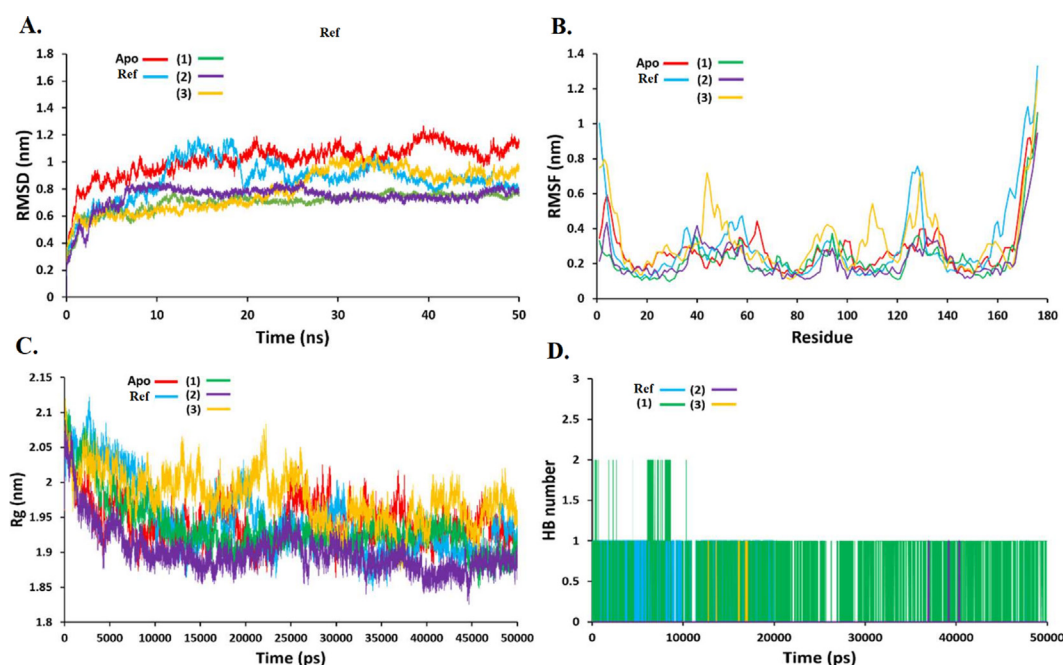 A.
Ref
1.8
1.6
1.4
1.2
1
0.8
0.6
0.4
0.2
0
RMSD (nm)
Apo (1)
Ref (2)
(3)
0 10 20 30 40 50
Time (ns)
B.
1.4
1.2
1
0.8
0.6
0.4
0.2
0
RMSF (nm)
Apo (1)
Ref (2)
(3)
0 20 40 60 80 100 120 140 160 180
Residue
C.
2.15
2.1
2.05
2
1.95
1.9
1.85
1.8
Rg (nm)
Apo (1)
Ref (2)
(3)
0 5000 10000 15000 20000 25000 30000 35000 40000 45000 50000
Time (ps)
D.
3
2.5
2
1.5
1
0.5
0
HB number
Ref (2)
(1) (3)
0 10000 20000 30000 40000 50000
Time (ps)